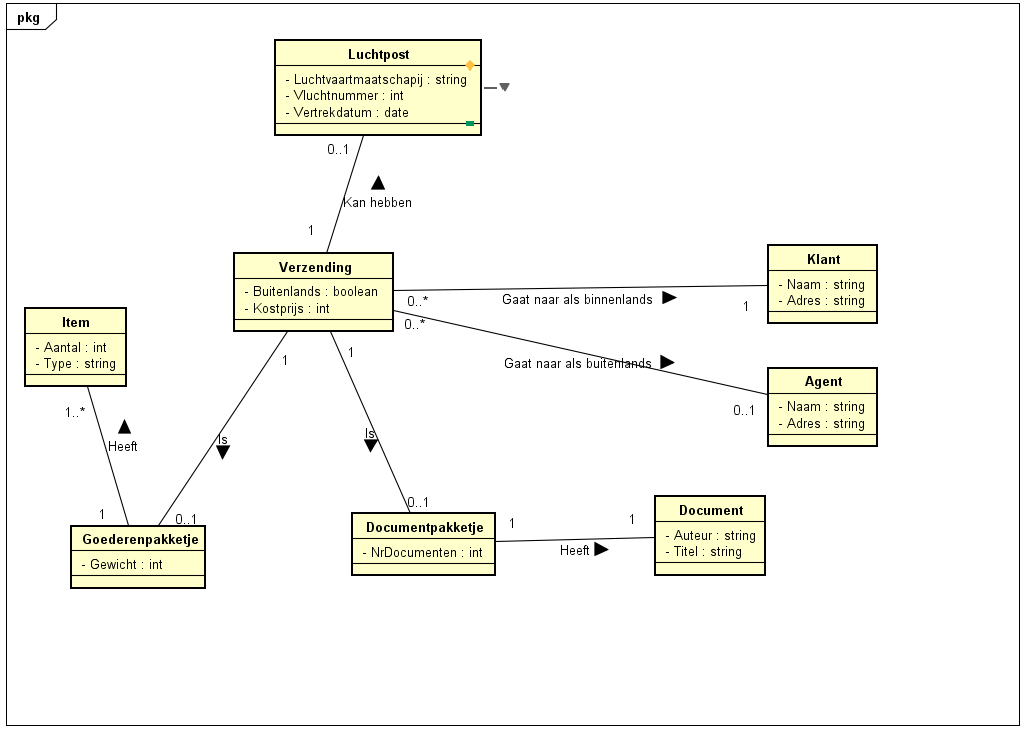 pkg
Luchtpost
- Luchtvaartmaatschapij : string
- Vluchtnummer : int
- Vertrekdatum : date
0..1
Kan hebben
1
Verzending
- Buitenlands : boolean
- Kostprijs : int
0..*
Gaat naar als binnenlands
1
Klant
- Naam : string
- Adres : string
0..*
Gaat naar als buitenlands
0..1
Agent
- Naam : string
- Adres : string
Item
- Aantal : int
- Type : string
1..*
Heeft
1
1
Is
0..1
1
Is
0..1
Goederenpakketje
- Gewicht : int
Documentpakketje
- NrDocumenten : int
1
Heeft
1
Document
- Auteur : string
- Titel : string